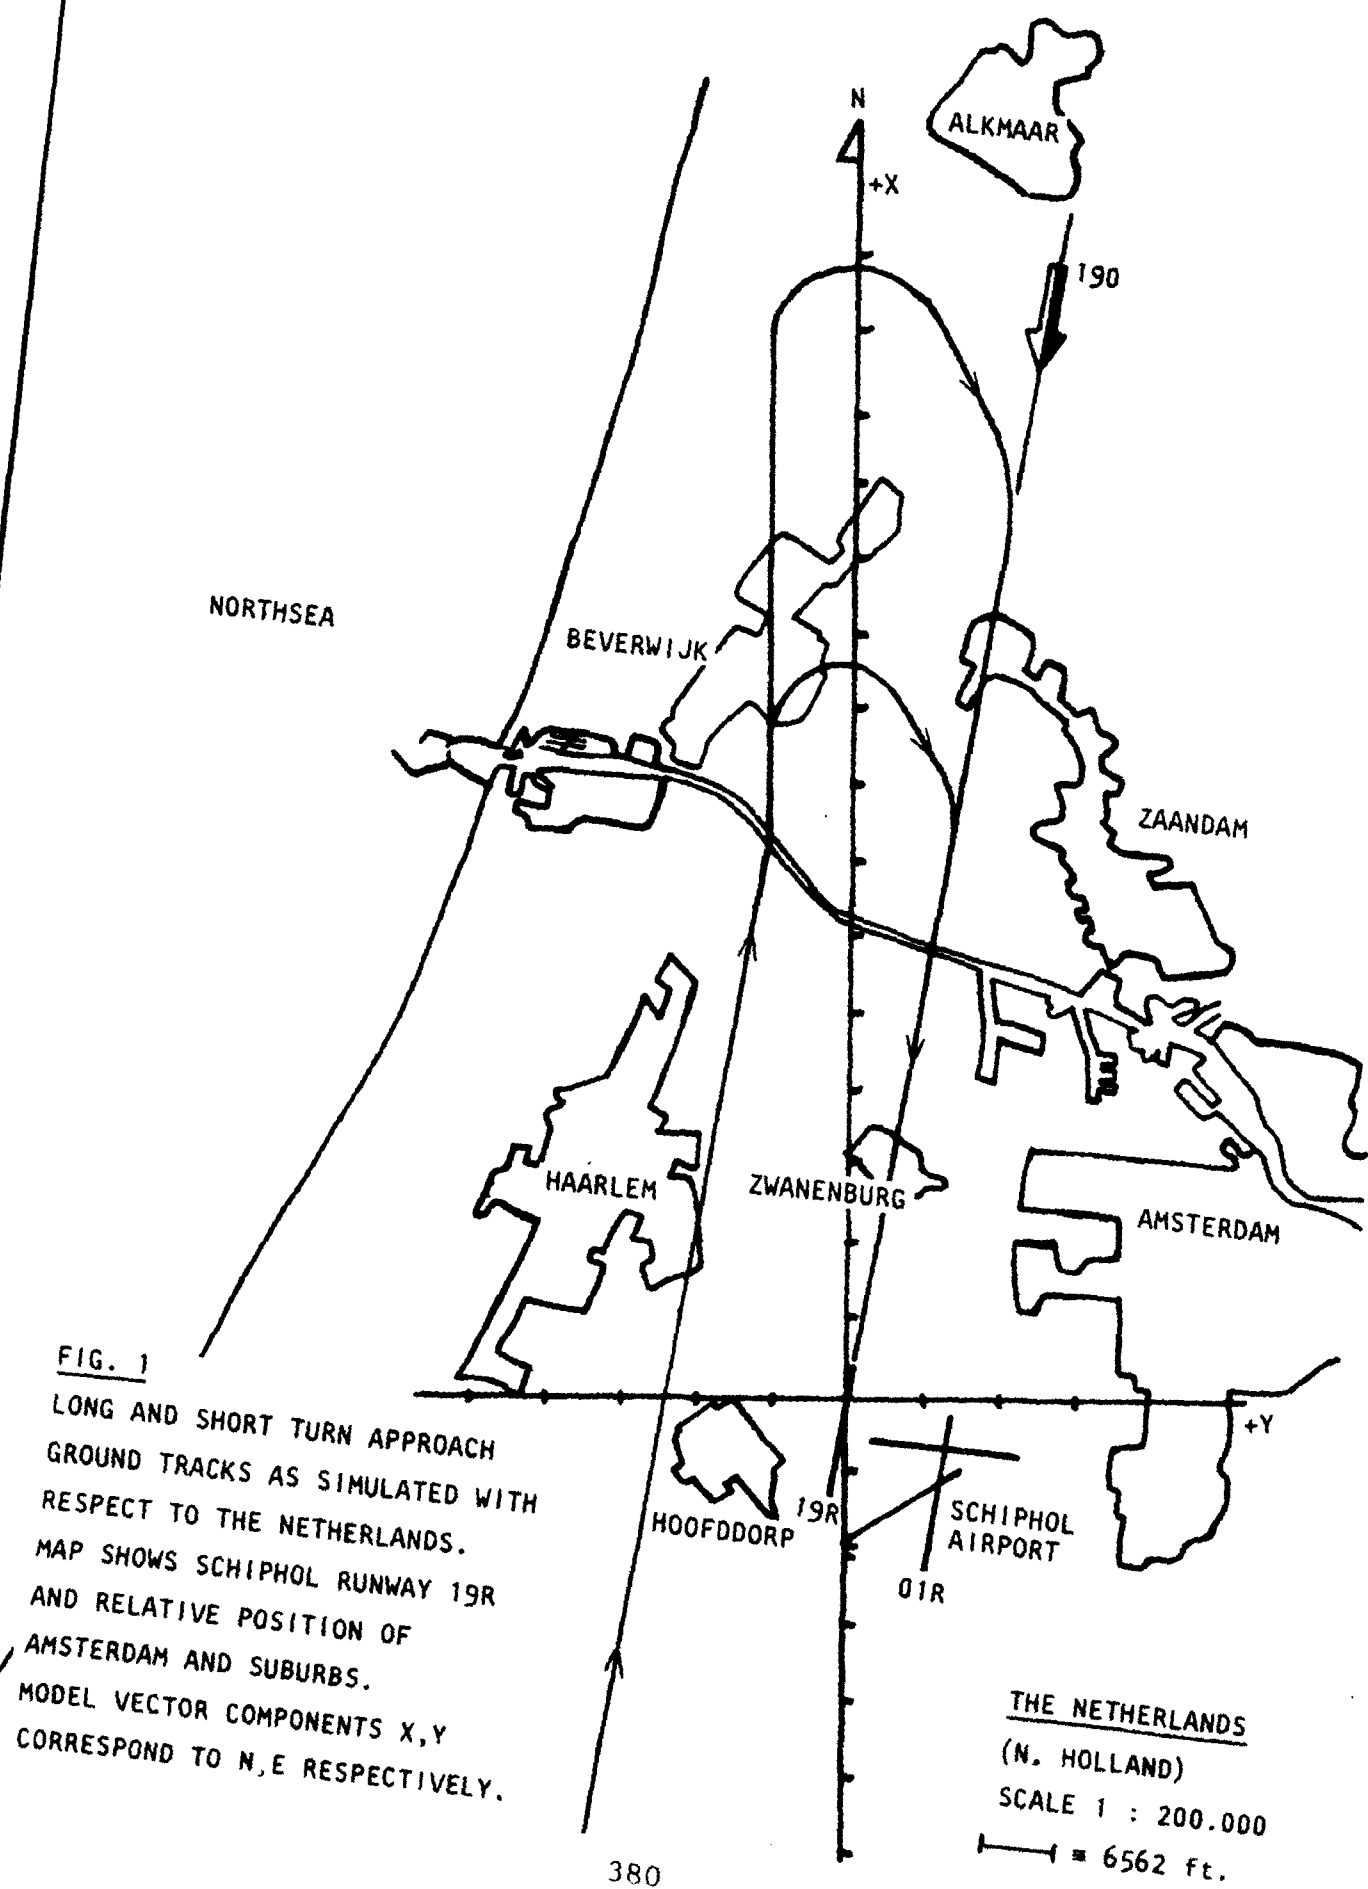 N
ALKMAAR
+X
190
NORTHSEA
BEVERWIJK
ZAANDAM
HAARLEM
ZWANENBURG
AMSTERDAM
+Y
HOOFDDORP
19R
SCHIPHOL
AIRPORT
01R
FIG. 1
LONG AND SHORT TURN APPROACH
GROUND TRACKS AS SIMULATED WITH
RESPECT TO THE NETHERLANDS.
MAP SHOWS SCHIPHOL RUNWAY 19R
AND RELATIVE POSITION OF
AMSTERDAM AND SUBURBS.
MODEL VECTOR COMPONENTS X,Y
CORRESPOND TO N,E RESPECTIVELY.
THE NETHERLANDS
(N. HOLLAND)
SCALE 1 : 200.000
≡ 6562 ft.
380